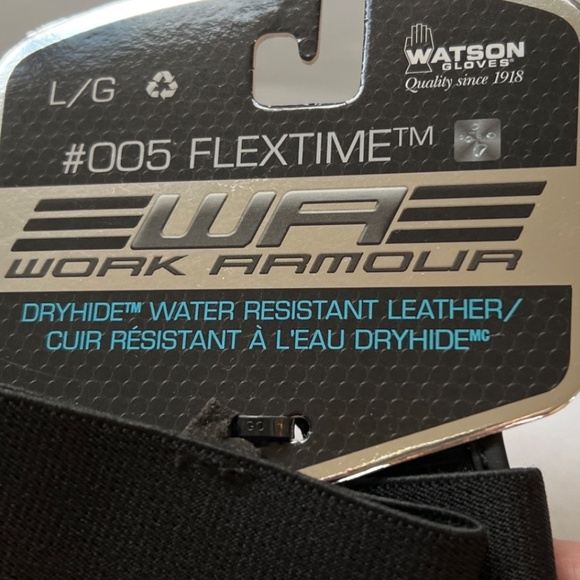 WATSON
GLOVES®
Quality since 1918
L/G
#005 FLEXTIME™
WA
WORK ARMOUR
DRYHIDE™ WATER RESISTANT LEATHER/
CUIR RÉSISTANT À L'EAU DRYHIDEᴹᶜ